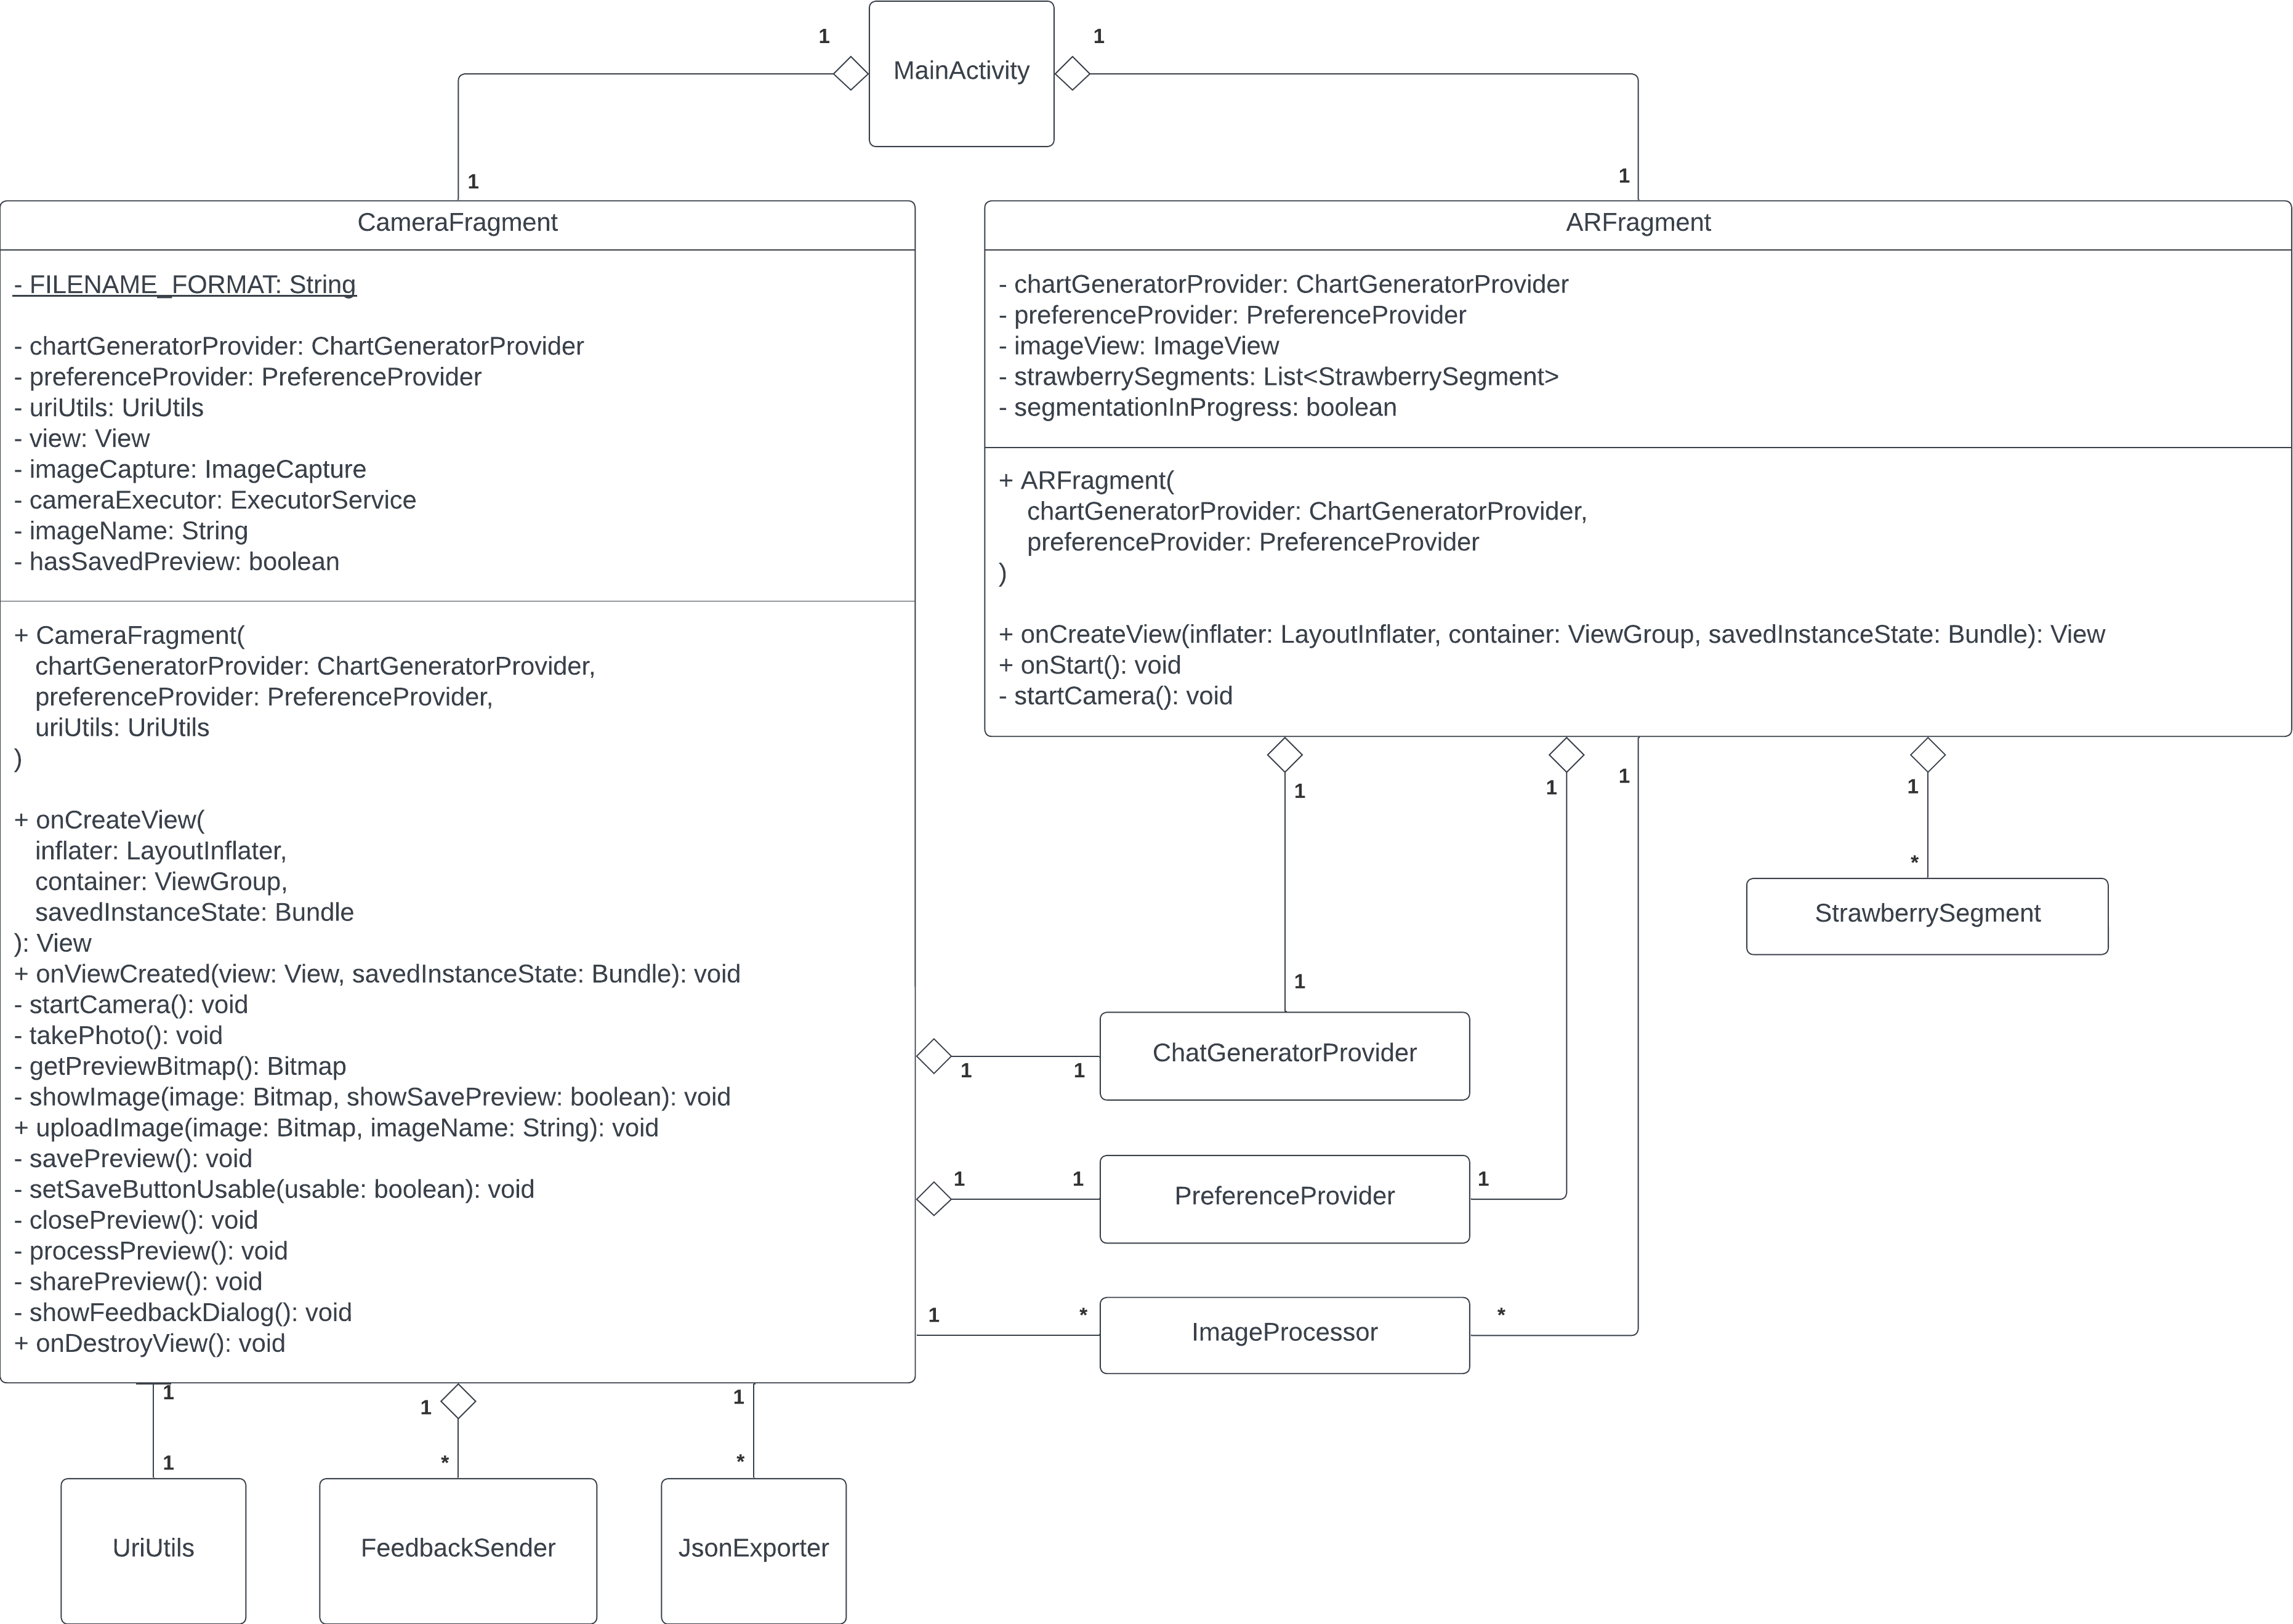 1
1
MainActivity
1
1
CameraFragment
- FILENAME_FORMAT: String
- chartGeneratorProvider: ChartGeneratorProvider
- preferenceProvider: PreferenceProvider
- uriUtils: UriUtils
- view: View
- imageCapture: ImageCapture
- cameraExecutor: ExecutorService
- imageName: String
- hasSavedPreview: boolean
+ CameraFragment(
chartGeneratorProvider: ChartGeneratorProvider,
preferenceProvider: PreferenceProvider,
uriUtils: UriUtils
)
+ onCreateView(
inflater: LayoutInflater,
container: ViewGroup,
savedInstanceState: Bundle
): View
+ onViewCreated(view: View, savedInstanceState: Bundle): void
- startCamera(): void
- takePhoto(): void
- getPreviewBitmap(): Bitmap
- showImage(image: Bitmap, showSavePreview: boolean): void
+ uploadImage(image: Bitmap, imageName: String): void
- savePreview(): void
- setSaveButtonUsable(usable: boolean): void
- closePreview(): void
- processPreview(): void
- sharePreview(): void
- showFeedbackDialog(): void
+ onDestroyView(): void
ARFragment
- chartGeneratorProvider: ChartGeneratorProvider
- preferenceProvider: PreferenceProvider
- imageView: ImageView
- strawberrySegments: List<StrawberrySegment>
- segmentationInProgress: boolean
+ ARFragment(
chartGeneratorProvider: ChartGeneratorProvider,
preferenceProvider: PreferenceProvider
)
+ onCreateView(inflater: LayoutInflater, container: ViewGroup, savedInstanceState: Bundle): View
+ onStart(): void
- startCamera(): void
1
1
1
1
*
StrawberrySegment
1
ChatGeneratorProvider
1
1
1
1
PreferenceProvider
1
1
*
ImageProcessor
*
1
1
1
1
*
*
UriUtils
FeedbackSender
JsonExporter